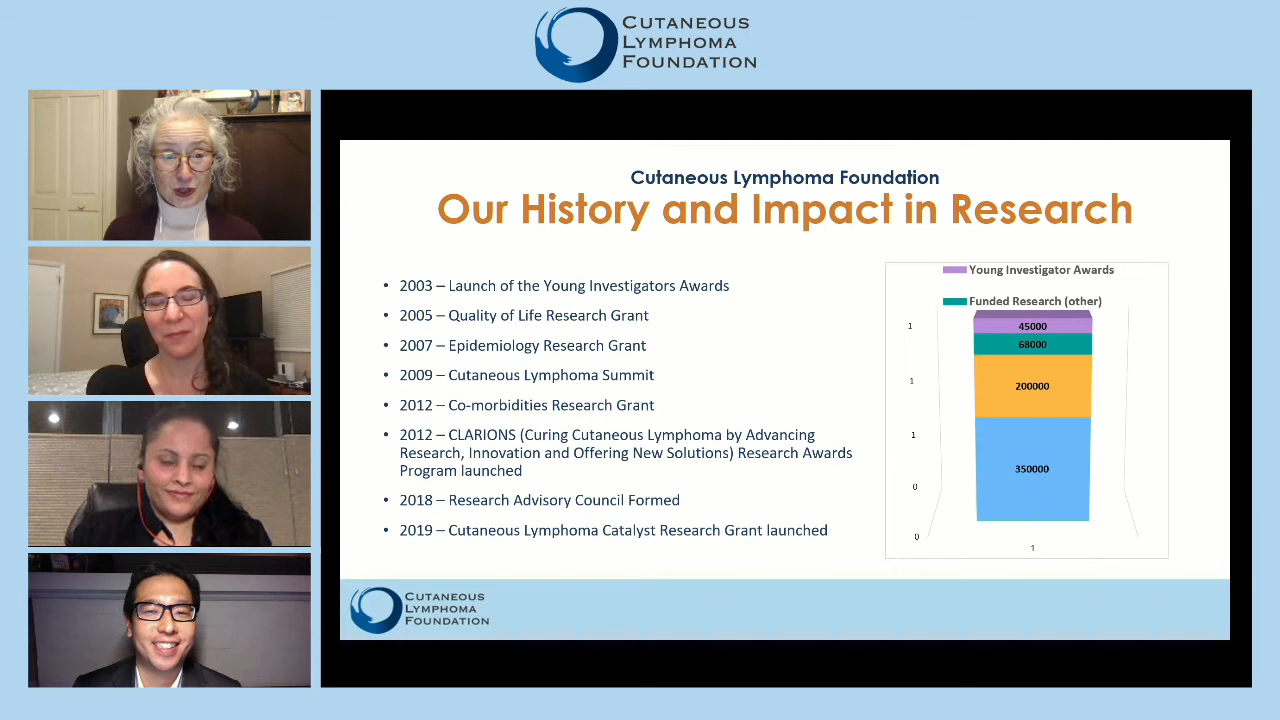 CUTANEOUS
LYMPHOMA
FOUNDATION
Cutaneous Lymphoma Foundation
Our History and Impact in Research
• 2003 – Launch of the Young Investigators Awards
• 2005 – Quality of Life Research Grant
• 2007 – Epidemiology Research Grant
• 2009 – Cutaneous Lymphoma Summit
• 2012 – Co-morbidities Research Grant
• 2012 – CLARIONS (Curing Cutaneous Lymphoma by Advancing
Research, Innovation and Offering New Solutions) Research Awards
Program launched
• 2018 – Research Advisory Council Formed
• 2019 – Cutaneous Lymphoma Catalyst Research Grant launched
Young Investigator Awards
Funded Research (other)
1
45000
68000
1
200000
1
350000
0
0
1
CUTANEOUS
LYMPHOMA
FOUNDATION